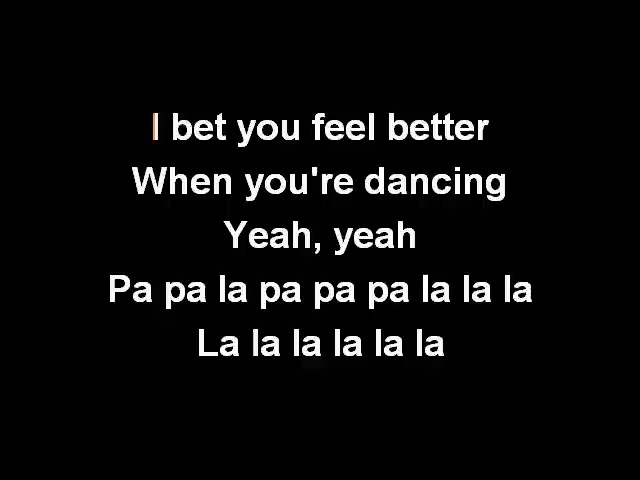 I bet you feel better
When you're dancing
Yeah, yeah
Pa pa la pa pa pa la la la
La la la la la la